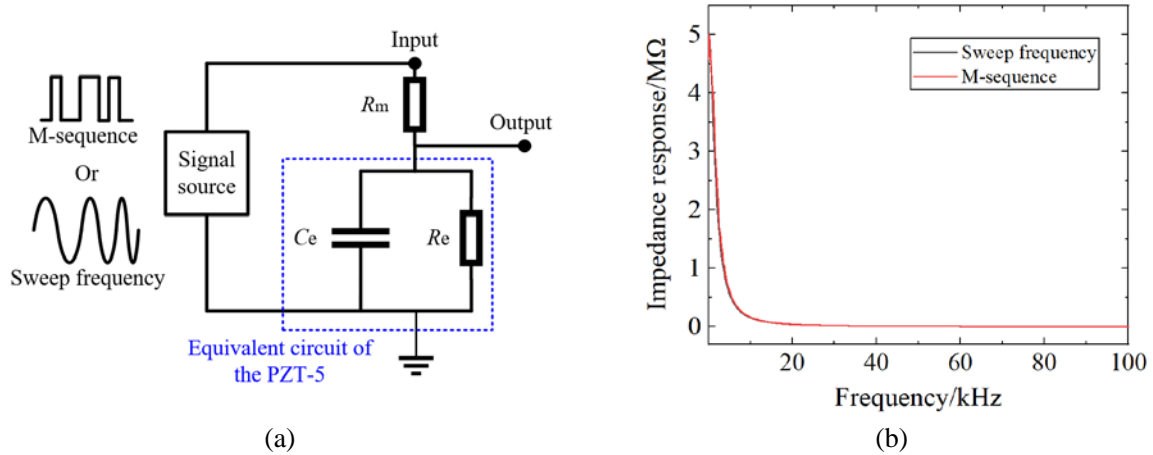 Input
Rm
Output
M-sequence
Or
Sweep frequency
Signal
source
Ce
Re
Equivalent circuit of
the PZT-5
(a)
Impedance response/MΩ
5
4
3
2
1
0
Sweep frequency
M-sequence
20
40
60
80
100
Frequency/kHz
(b)